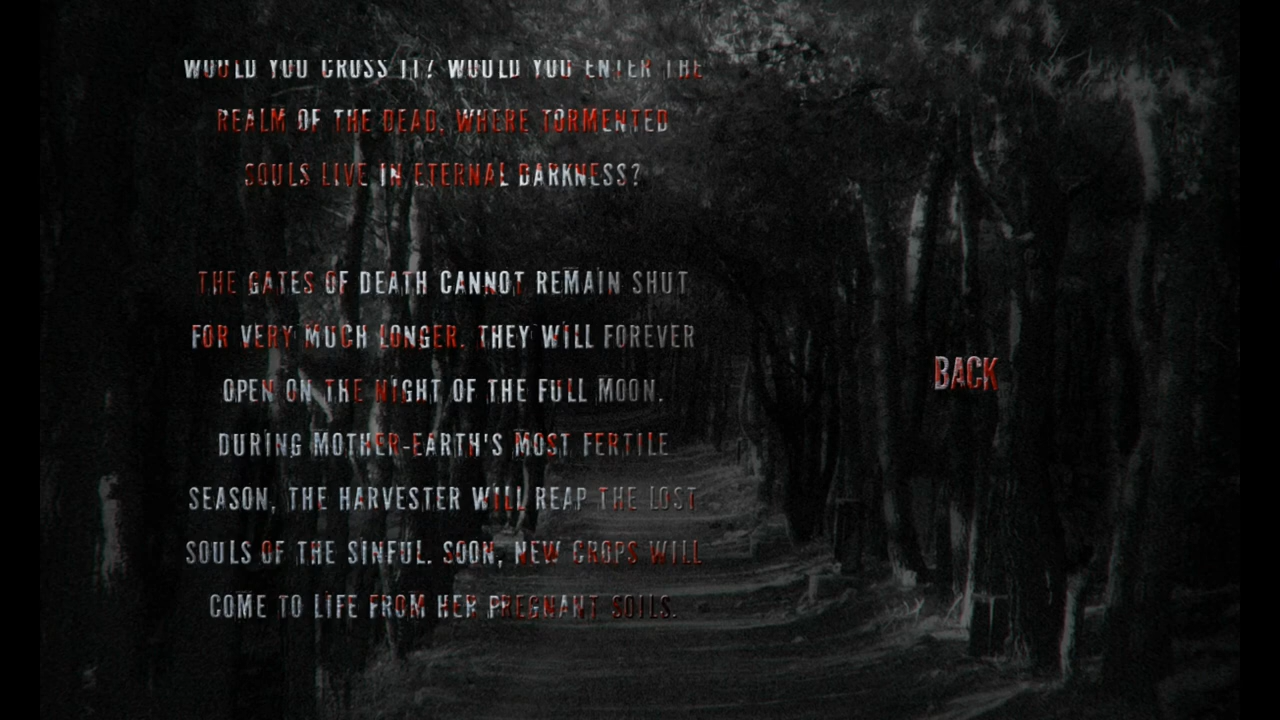 WOULD YOU CROSS IT? WOULD YOU ENTER THE
REALM OF THE DEAD, WHERE TORMENTED
SOULS LIVE IN ETERNAL DARKNESS?
THE GATES OF DEATH CANNOT REMAIN SHUT
FOR VERY MUCH LONGER. THEY WILL FOREVER
OPEN ON THE NIGHT OF THE FULL MOON.
DURING MOTHER-EARTH'S MOST FERTILE
SEASON, THE HARVESTER WILL REAP THE LOST
SOULS OF THE SINFUL. SOON, NEW CROPS WILL
COME TO LIFE FROM HER PREGNANT SOILS.
BACK